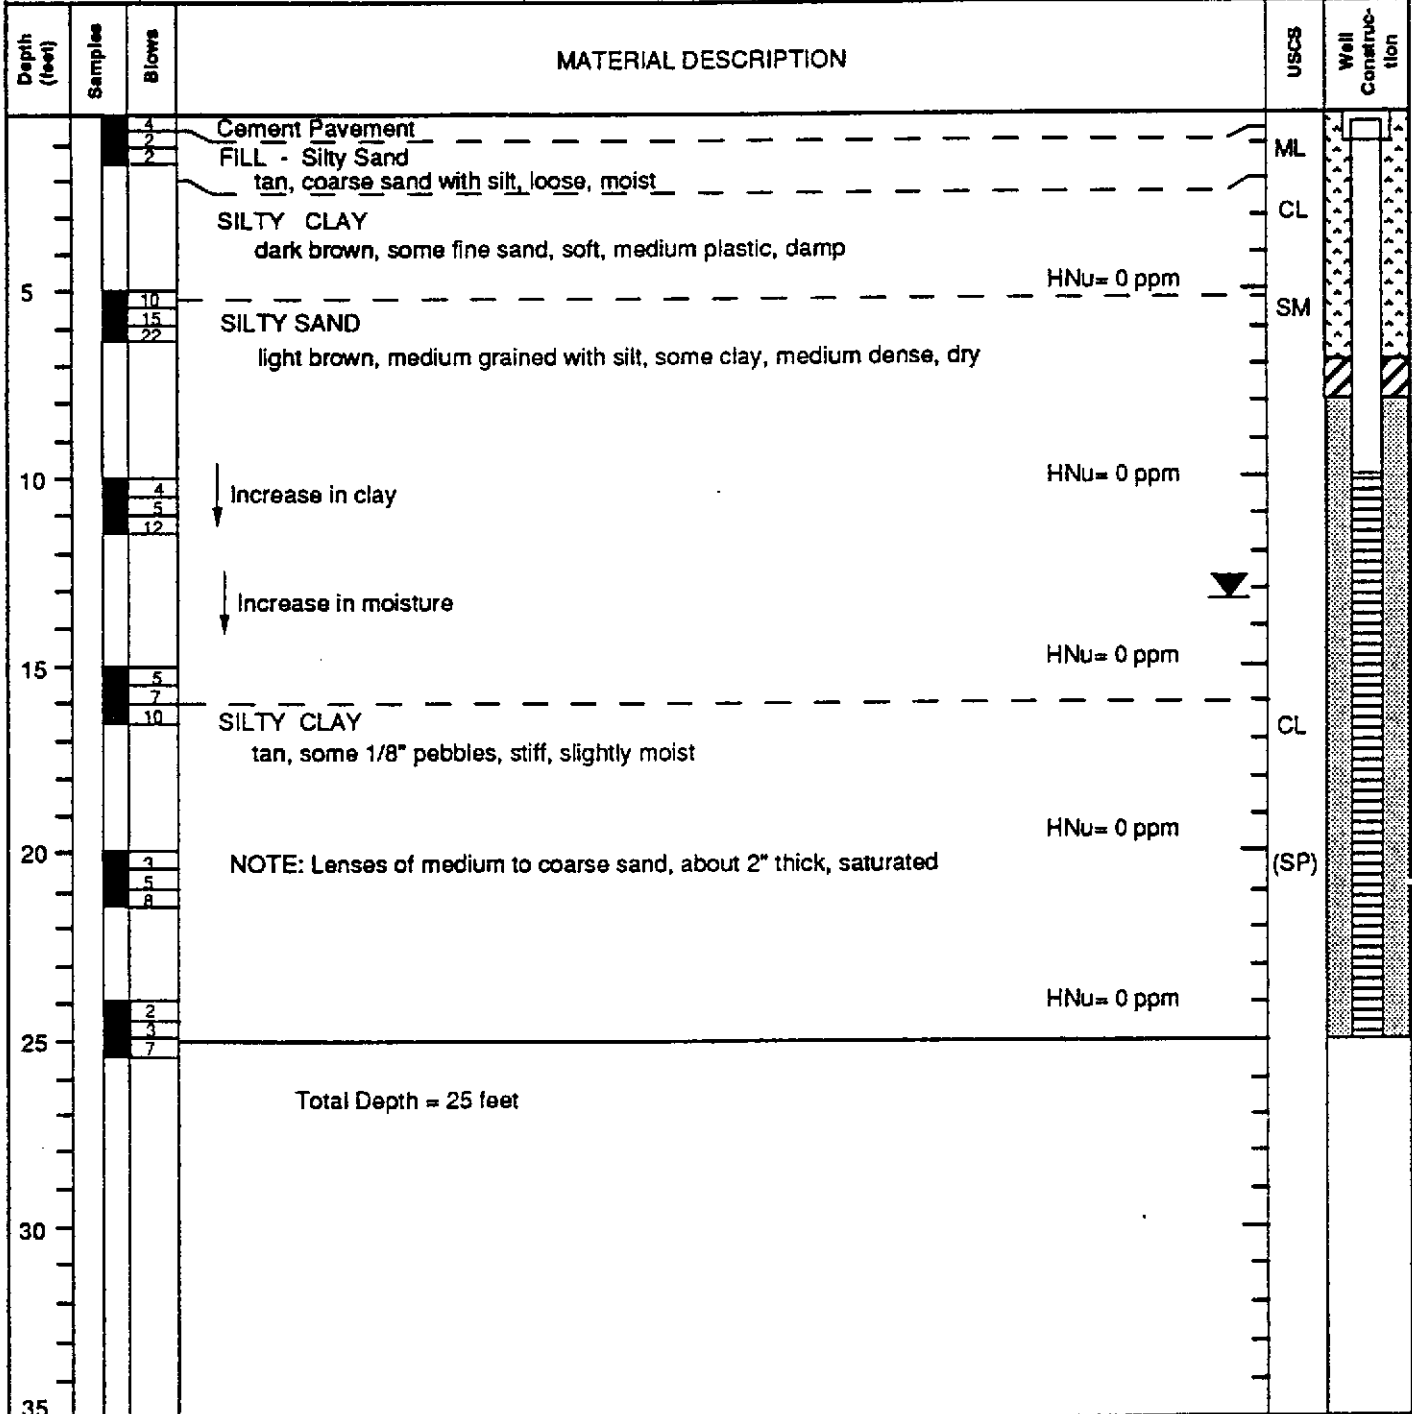 Depth (feet) Samples Blows MATERIAL DESCRIPTION USCS Well Construc-tion
4 Cement Pavement
2
2 FILL - Silty Sand ML
tan, coarse sand with silt, loose, moist
SILTY CLAY CL
dark brown, some fine sand, soft, medium plastic, damp
HNu= 0 ppm
5 10
15 SILTY SAND SM
22
light brown, medium grained with silt, some clay, medium dense, dry
HNu= 0 ppm
10 4 Increase in clay
5
12
Increase in moisture
HNu= 0 ppm
15 5
7
10 SILTY CLAY CL
tan, some 1/8" pebbles, stiff, slightly moist
HNu= 0 ppm
20 3 NOTE: Lenses of medium to coarse sand, about 2" thick, saturated (SP)
5
8
HNu= 0 ppm
2
3
25 7
Total Depth = 25 feet
30
35